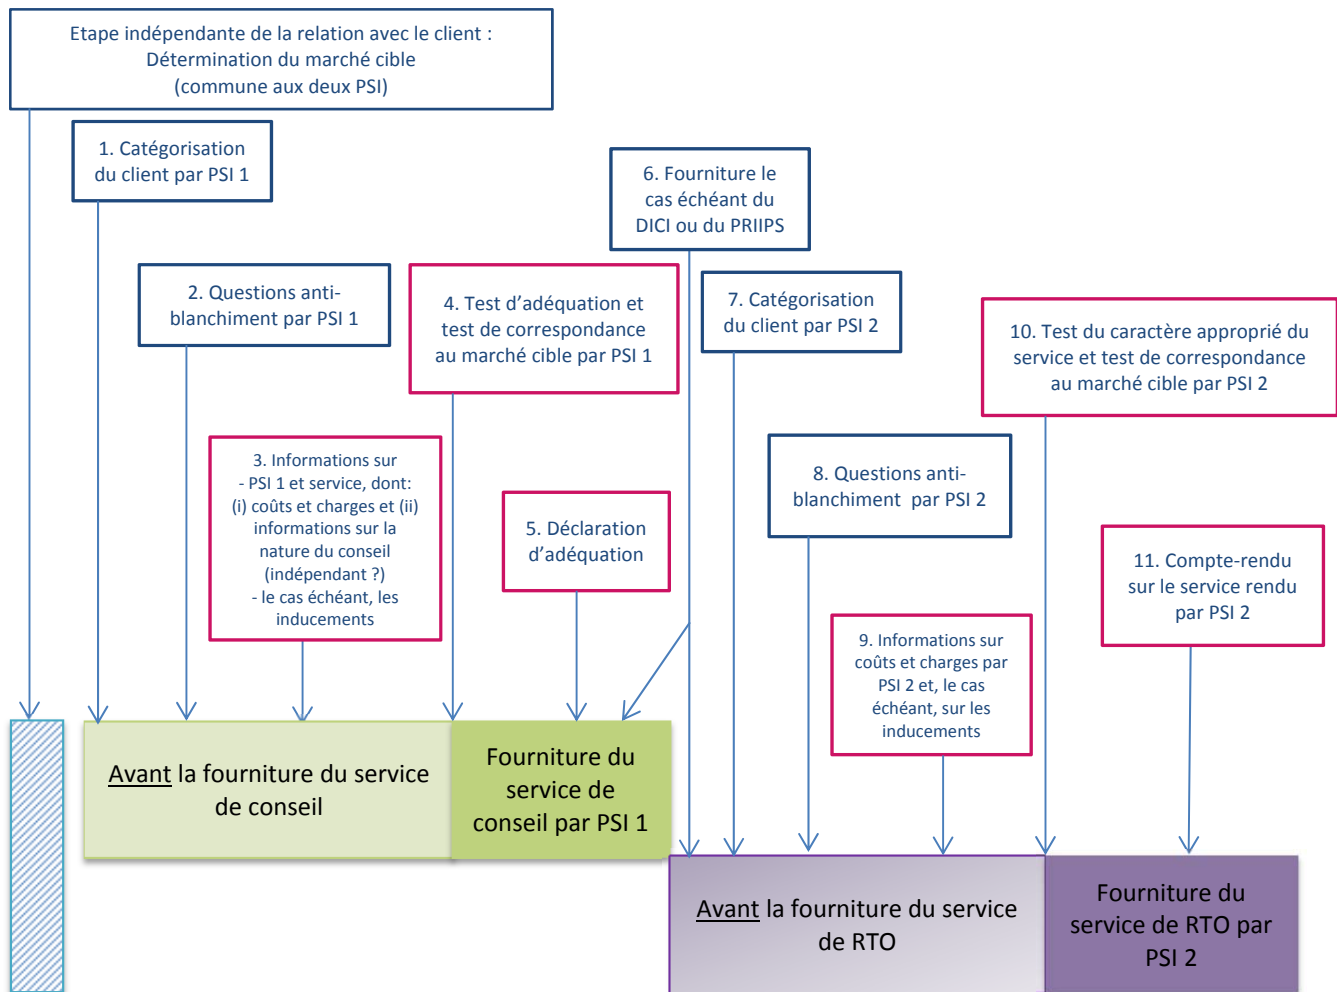 Etape indépendante de la relation avec le client :
Détermination du marché cible
(commune aux deux PSI)
1. Catégorisation
du client par PSI 1
2. Questions anti-
blanchiment par PSI 1
3. Informations sur
- PSI 1 et service, dont:
(i) coûts et charges et (ii)
informations sur la
nature du conseil
(indépendant ?)
- le cas échéant, les
inducements
4. Test d’adéquation et
test de correspondance
au marché cible par PSI 1
5. Déclaration
d’adéquation
6. Fourniture le
cas échéant du
DICI ou du PRIIPS
7. Catégorisation
du client par PSI 2
8. Questions anti-
blanchiment  par PSI 2
9. Informations sur
coûts et charges par
PSI 2 et, le cas
échéant, sur les
inducements
10. Test du caractère approprié du
service et test de correspondance
au marché cible par PSI 2
11. Compte-rendu
sur le service rendu
par PSI 2
Avant la fourniture du service
de conseil
Fourniture du
service de
conseil par PSI 1
Avant la fourniture du service
de RTO
Fourniture du
service de RTO par
PSI 2